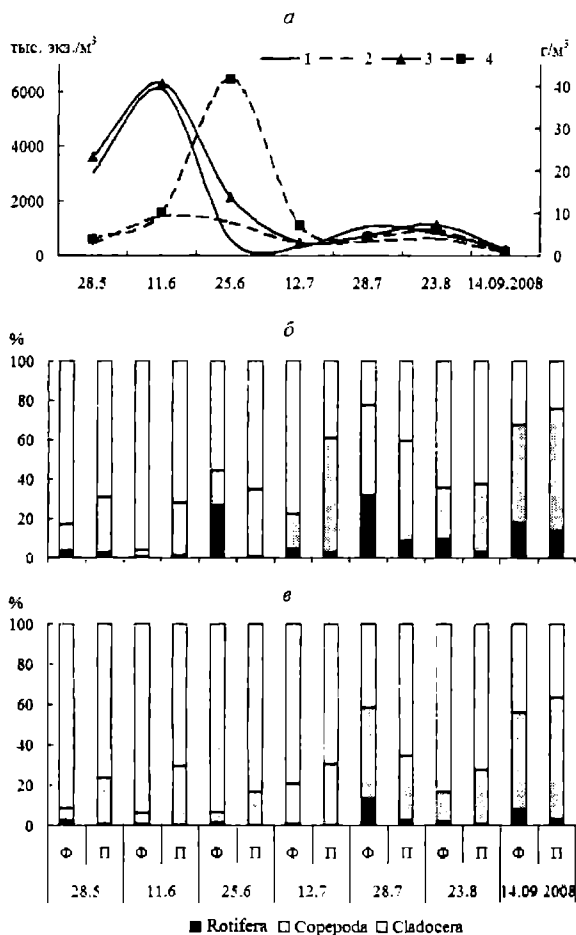 а
тыс. экз./м³ г/м³
1 2 3 4
6000 40
4000 30
20
2000 10
0 0
28.5 11.6 25.6 12.7 28.7 23.8 14.09.2008
б
%
100
80
60
40
20
0
в
%
100
80
60
40
20
0
Ф П Ф П Ф П Ф П Ф П Ф П Ф П
28.5 11.6 25.6 12.7 28.7 23.8 14.09 2008
Rotifera Copepoda Cladocera